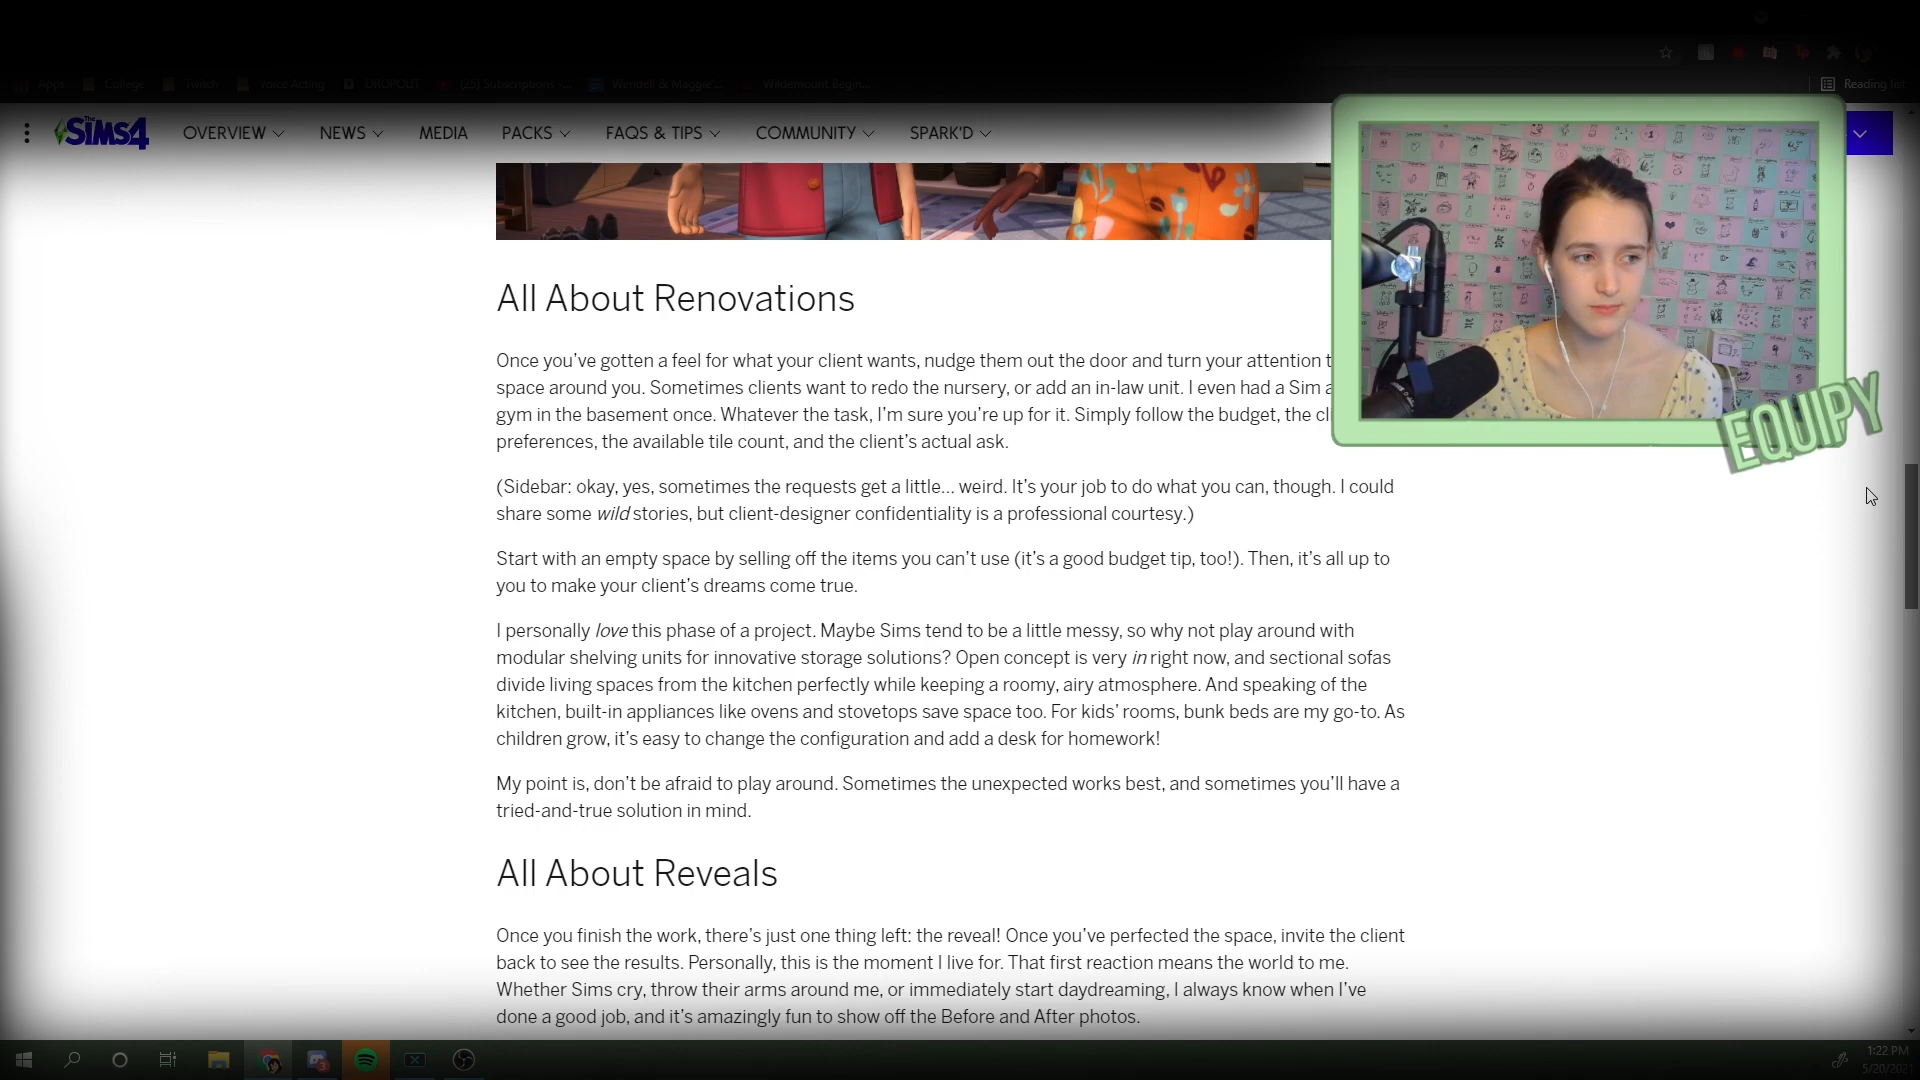 Apps College Twitch Voice Acting DROPOUT (25) Subscriptions - Wendell & Maggie'... Wildemount Begin...
Reading list
The
SIMS4 OVERVIEW NEWS MEDIA PACKS FAQS & TIPS COMMUNITY SPARK'D
All About Renovations
Once you've gotten a feel for what your client wants, nudge them out the door and turn your attention t
space around you. Sometimes clients want to redo the nursery, or add an in-law unit. I even had a Sim a
gym in the basement once. Whatever the task, I'm sure you're up for it. Simply follow the budget, the cli
preferences, the available tile count, and the client's actual ask.
EQUIPY
(Sidebar: okay, yes, sometimes the requests get a little... weird. It's your job to do what you can, though. I could
share some wild stories, but client-designer confidentiality is a professional courtesy.)
Start with an empty space by selling off the items you can't use (it's a good budget tip, too!). Then, it's all up to
you to make your client's dreams come true.
I personally love this phase of a project. Maybe Sims tend to be a little messy, so why not play around with
modular shelving units for innovative storage solutions? Open concept is very in right now, and sectional sofas
divide living spaces from the kitchen perfectly while keeping a roomy, airy atmosphere. And speaking of the
kitchen, built-in appliances like ovens and stovetops save space too. For kids' rooms, bunk beds are my go-to. As
children grow, it's easy to change the configuration and add a desk for homework!
My point is, don't be afraid to play around. Sometimes the unexpected works best, and sometimes you'll have a
tried-and-true solution in mind.
All About Reveals
Once you finish the work, there's just one thing left: the reveal! Once you've perfected the space, invite the client
back to see the results. Personally, this is the moment I live for. That first reaction means the world to me.
Whether Sims cry, throw their arms around me, or immediately start daydreaming, I always know when I've
done a good job, and it's amazingly fun to show off the Before and After photos.
3
1:22 PM
5/20/2021